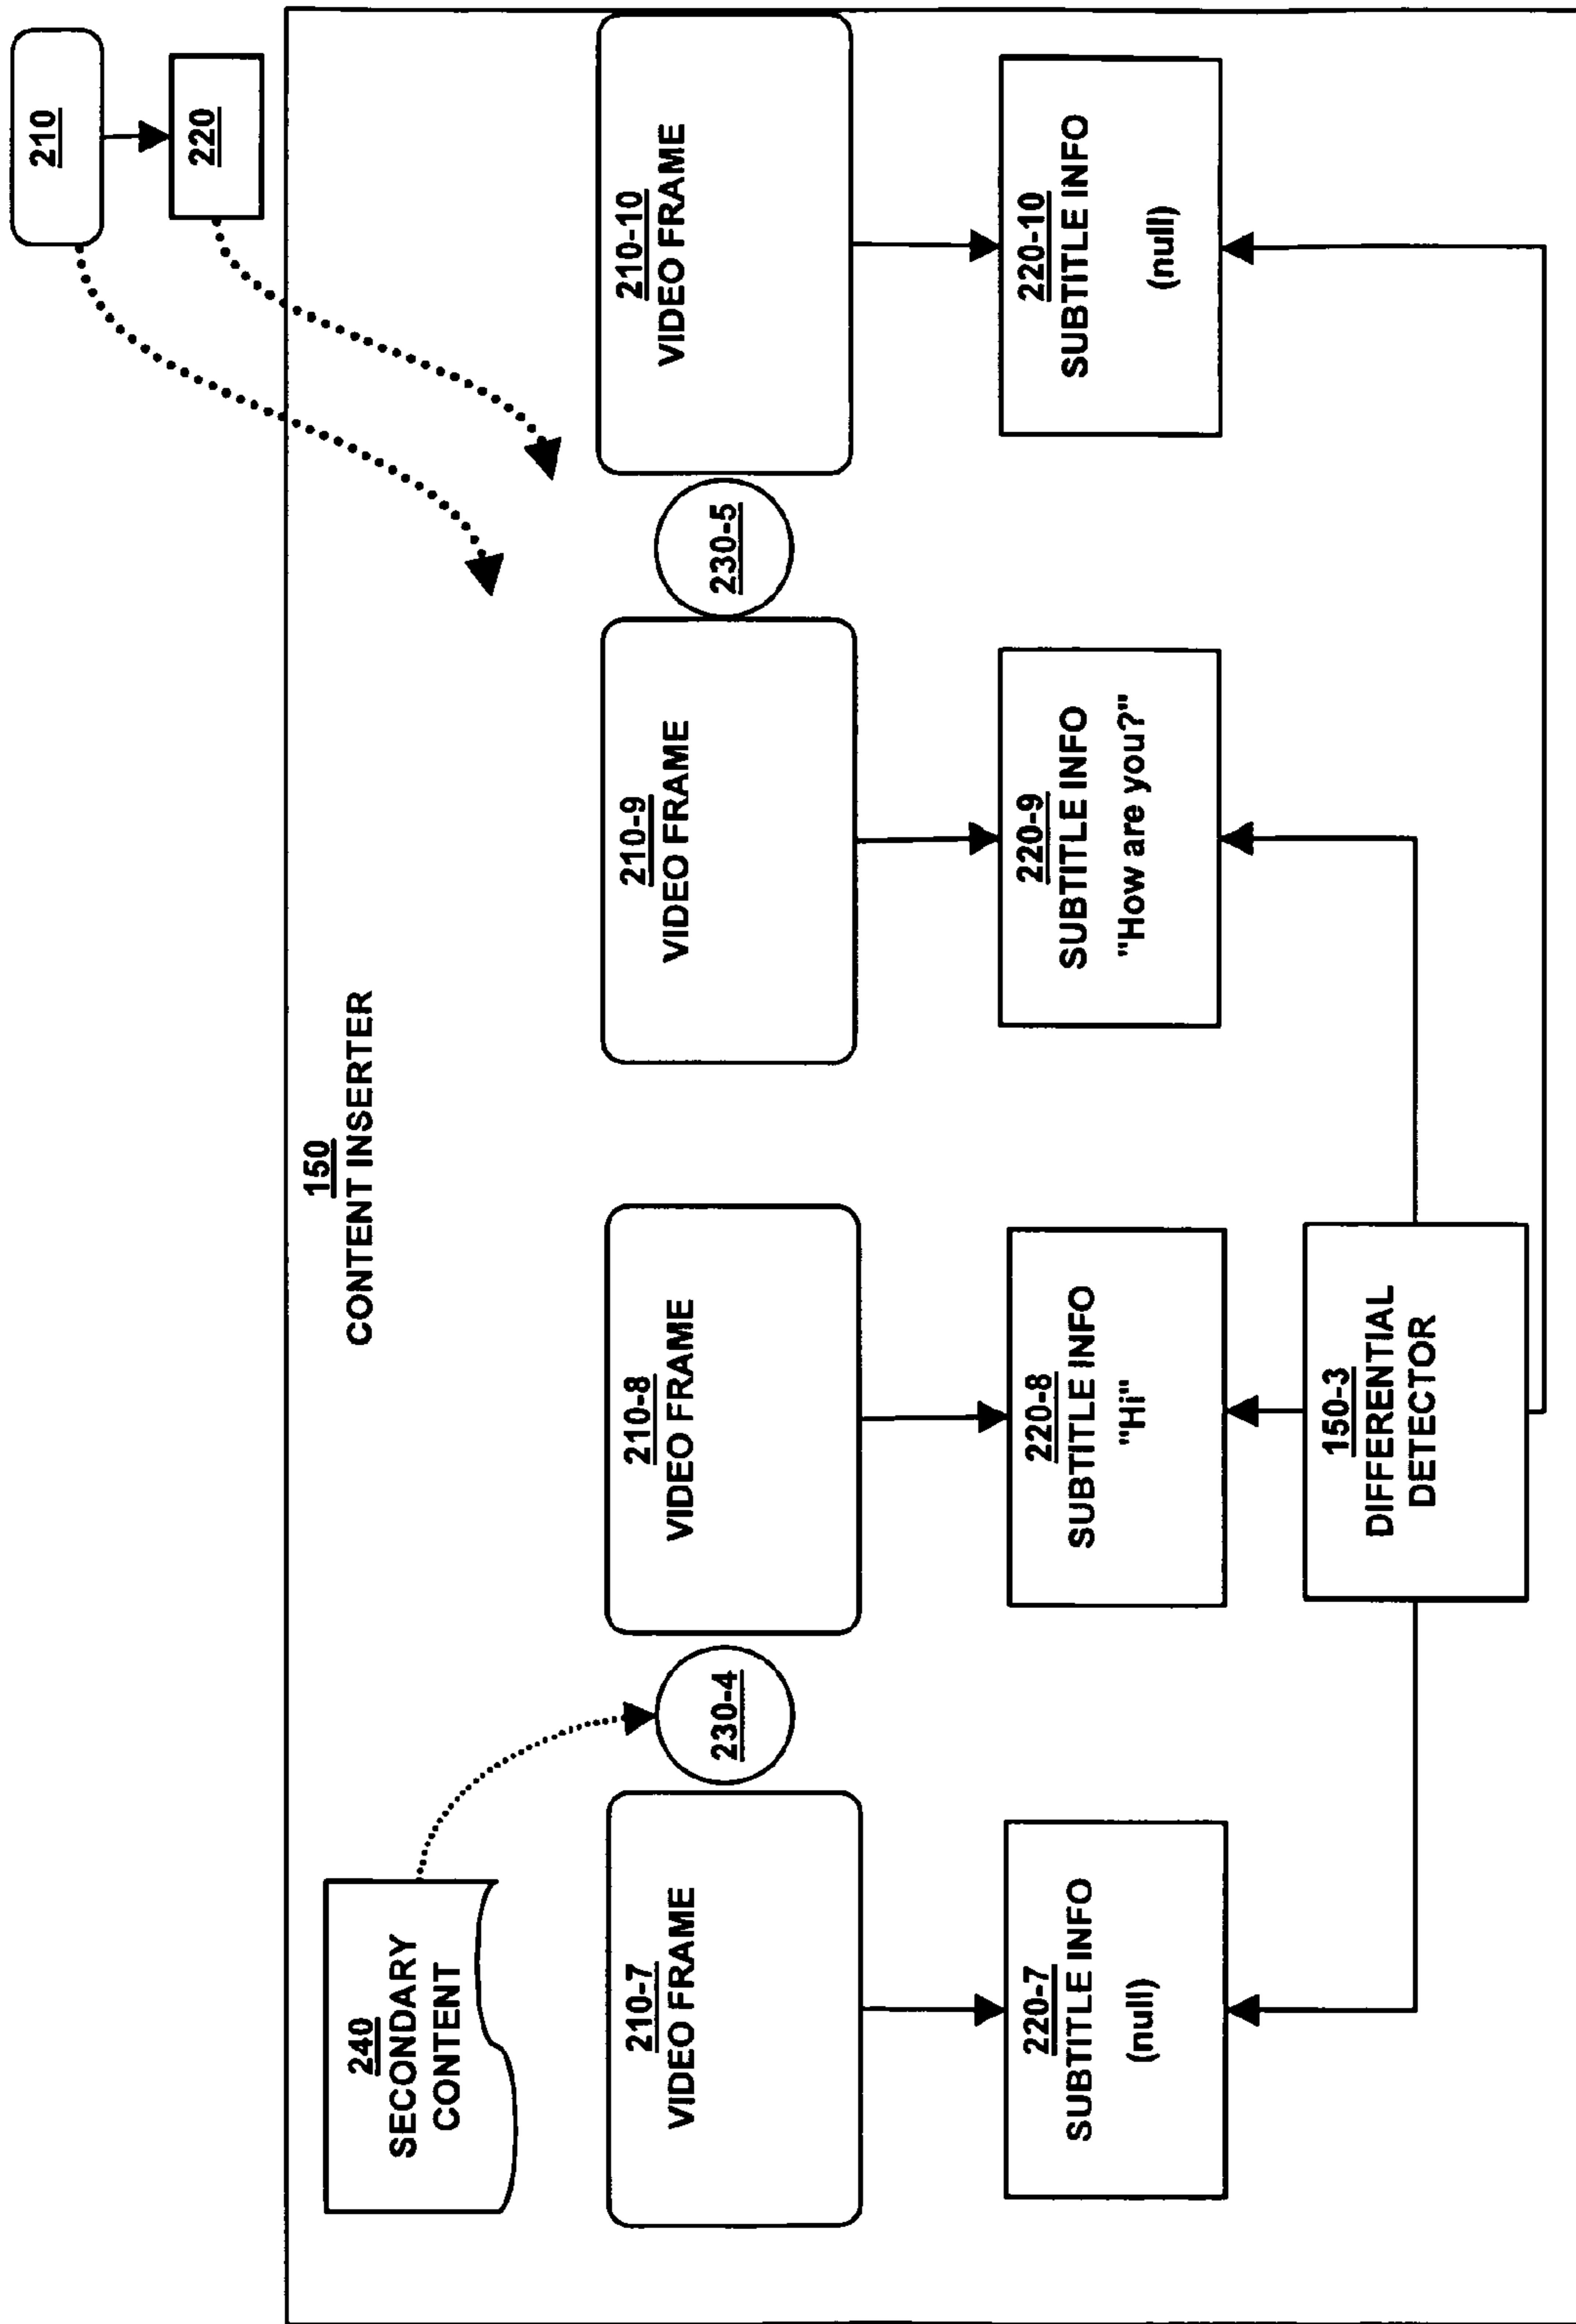 210
220
150
CONTENT INSERTER
240
SECONDARY
CONTENT
210-7
VIDEO FRAME
230-4
210-8
VIDEO FRAME
210-9
VIDEO FRAME
230-5
210-10
VIDEO FRAME
220-7
SUBTITLE INFO
(null)
220-8
SUBTITLE INFO
"Hi"
220-9
SUBTITLE INFO
"How are you?"
220-10
SUBTITLE INFO
(null)
150-3
DIFFERENTIAL
DETECTOR